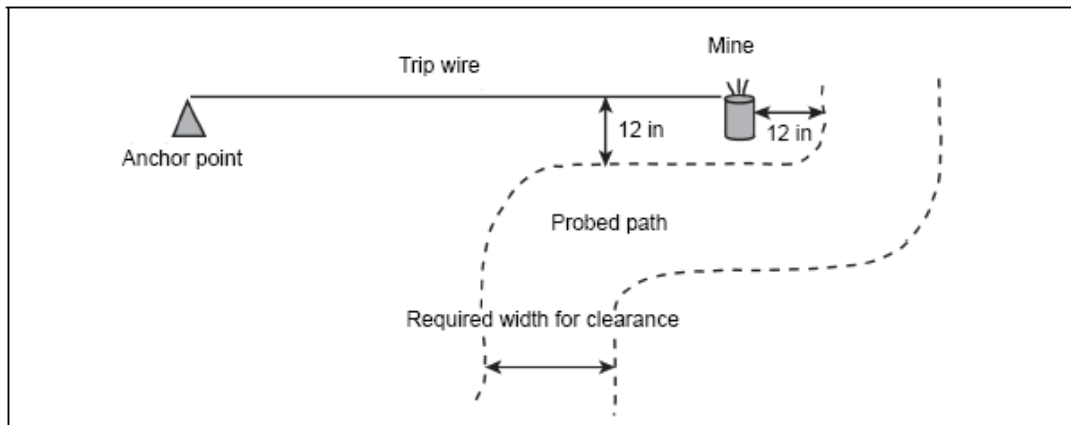 Mine
Trip wire
12 in
12 in
Anchor point
Probed path
Required width for clearance